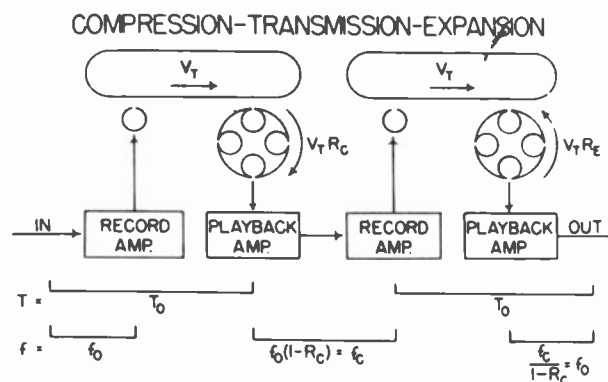 COMPRESSION-TRANSMISSION-EXPANSION
V_T
V_T
V_T R_C
V_T R_E
IN
RECORD AMP.
PLAYBACK AMP.
RECORD AMP.
PLAYBACK AMP.
OUT
T = T_0 T_0
f = f_0 f_0(1-R_C) = f_C f_C/1-R_C = f_0